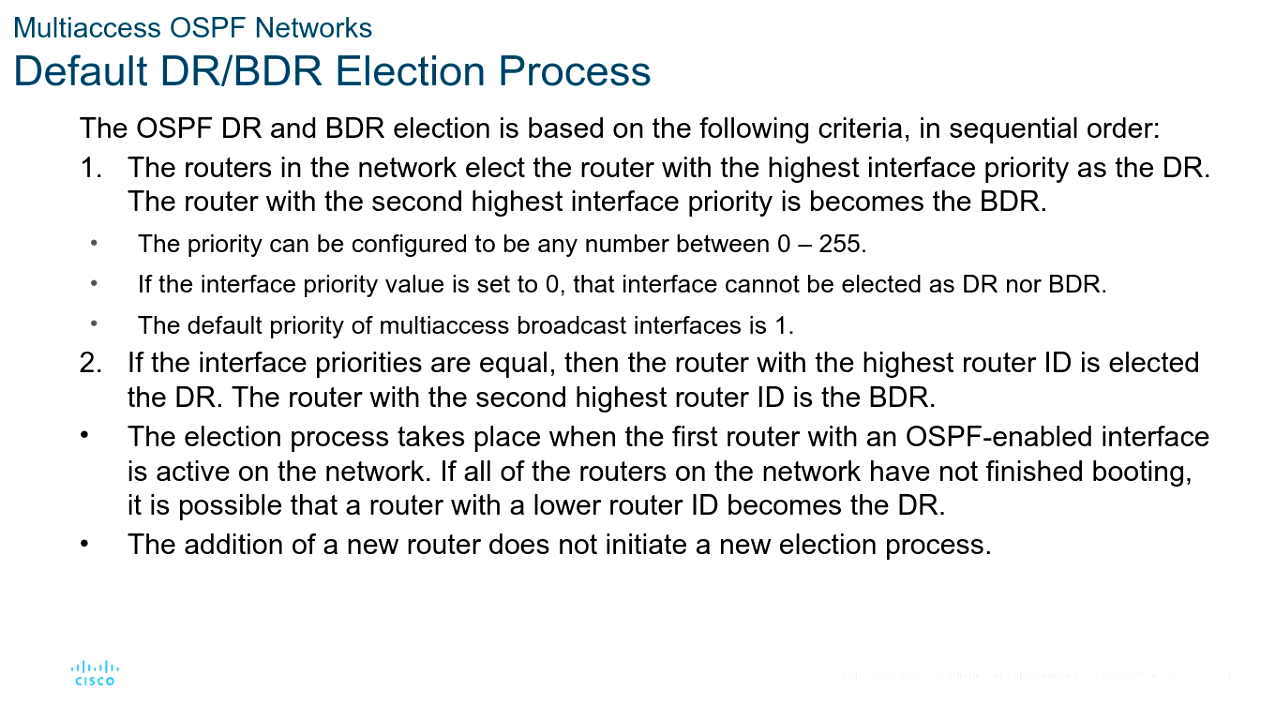 Multiaccess OSPF Networks
Default DR/BDR Election Process
The OSPF DR and BDR election is based on the following criteria, in sequential order:
1. The routers in the network elect the router with the highest interface priority as the DR.
The router with the second highest interface priority is becomes the BDR.
• The priority can be configured to be any number between 0 – 255.
• If the interface priority value is set to 0, that interface cannot be elected as DR nor BDR.
• The default priority of multiaccess broadcast interfaces is 1.
2. If the interface priorities are equal, then the router with the highest router ID is elected
the DR. The router with the second highest router ID is the BDR.
• The election process takes place when the first router with an OSPF-enabled interface
is active on the network. If all of the routers on the network have not finished booting,
it is possible that a router with a lower router ID becomes the DR.
• The addition of a new router does not initiate a new election process.
CISCO